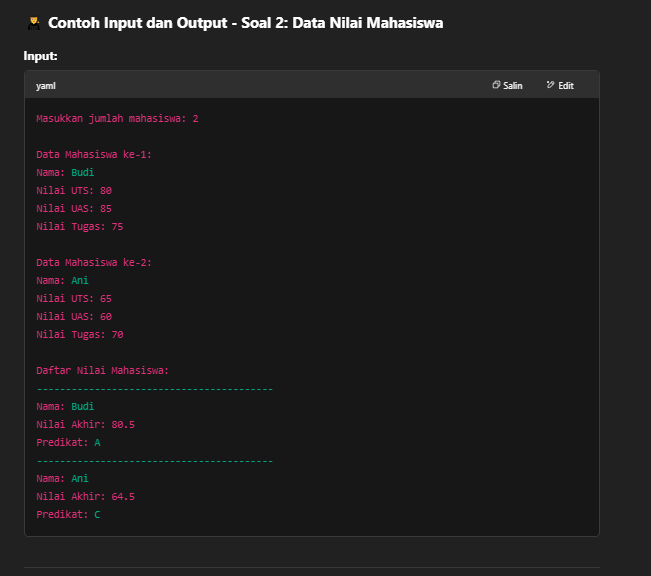 Contoh Input dan Output - Soal 2: Data Nilai Mahasiswa
Input:
yaml Salin Edit
Masukkan jumlah mahasiswa: 2
Data Mahasiswa ke-1:
Nama: Budi
Nilai UTS: 80
Nilai UAS: 85
Nilai Tugas: 75
Data Mahasiswa ke-2:
Nama: Ani
Nilai UTS: 65
Nilai UAS: 60
Nilai Tugas: 70
Daftar Nilai Mahasiswa:
-----------------------------------------
Nama: Budi
Nilai Akhir: 80.5
Predikat: A
-----------------------------------------
Nama: Ani
Nilai Akhir: 64.5
Predikat: C